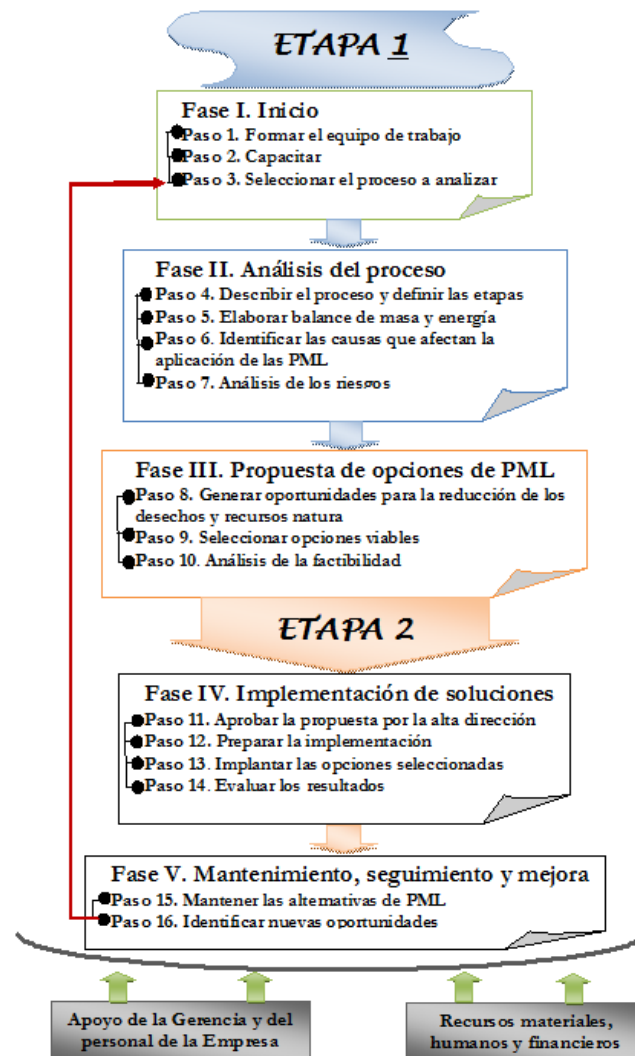 ETAPA 1
Fase I. Inicio
Paso 1. Formar el equipo de trabajo
Paso 2. Capacitar
Paso 3. Seleccionar el proceso a analizar
Fase II. Análisis del proceso
Paso 4. Describir el proceso y definir las etapas
Paso 5. Elaborar balance de masa y energía
Paso 6. Identificar las causas que afectan la
aplicación de las PML
Paso 7. Análisis de los riesgos
Fase III. Propuesta de opciones de PML
Paso 8. Generar oportunidades para la reducción de los
desechos y recursos natura
Paso 9. Seleccionar opciones viables
Paso 10. Análisis de la factibilidad
ETAPA 2
Fase IV. Implementación de soluciones
Paso 11. Aprobar la propuesta por la alta dirección
Paso 12. Preparar la implementación
Paso 13. Implantar las opciones seleccionadas
Paso 14. Evaluar los resultados
Fase V. Mantenimiento, seguimiento y mejora
Paso 15. Mantener las alternativas de PML
Paso 16. Identificar nuevas oportunidades
Apoyo de la Gerencia y del
personal de la Empresa
Recursos materiales,
humanos y financieros